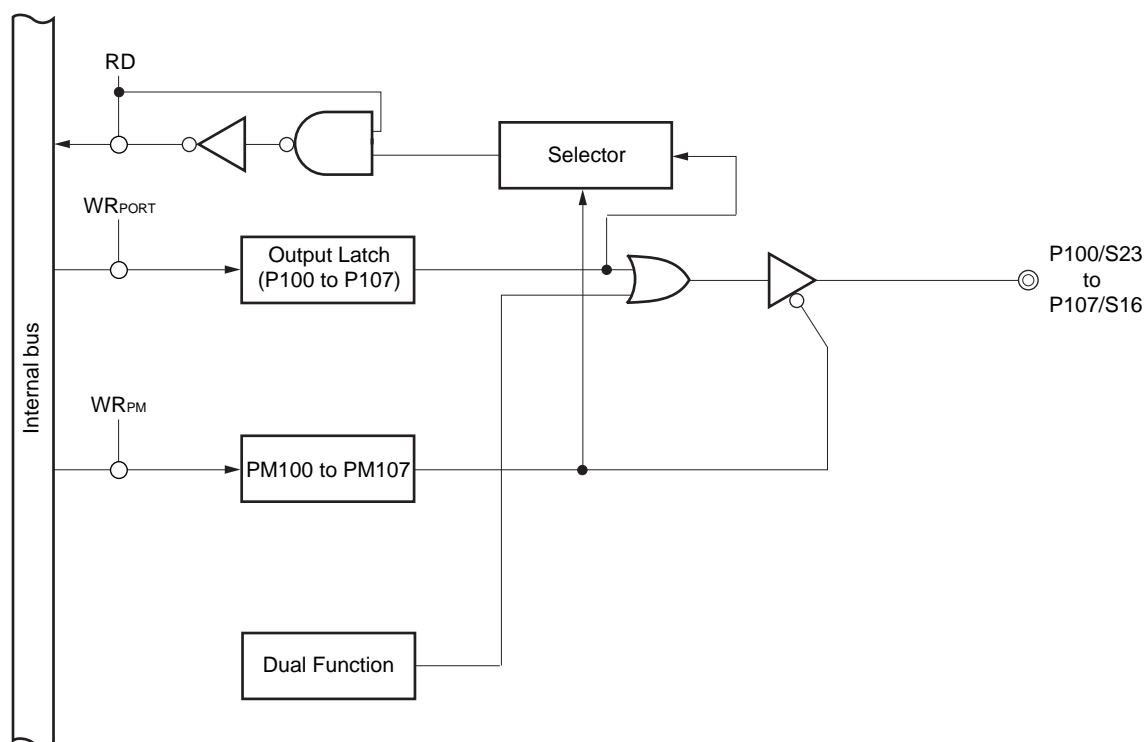 RD
Selector
WRPORT
Output Latch
(P100 to P107)
P100/S23
to
P107/S16
Internal bus
WRPM
PM100 to PM107
Dual Function